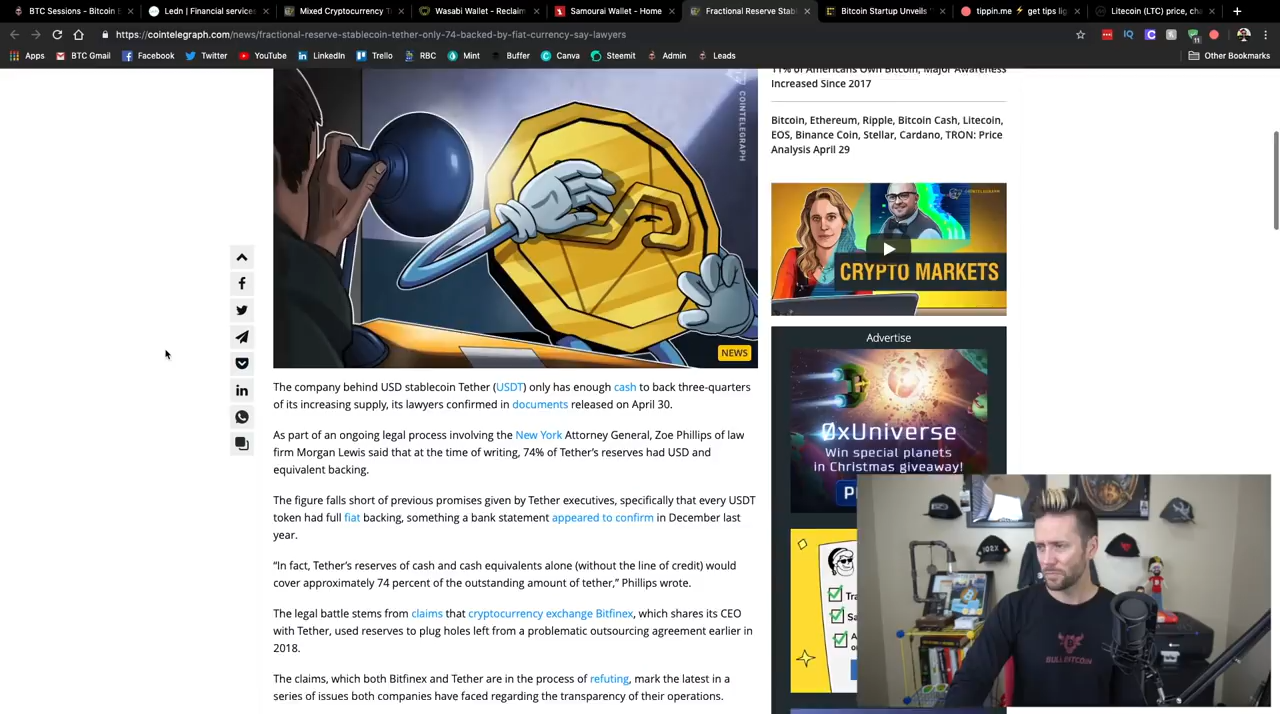 BTC Sessions - Bitcoin B
Ledn | Financial services
Mixed Cryptocurrency T
Wasabi Wallet - Reclaim
Samourai Wallet - Home
Fractional Reserve Stabl
Bitcoin Startup Unveils "
tippin.me ⚡ get tips lig
Litecoin (LTC) price, cha
https://cointelegraph.com/news/fractional-reserve-stablecoin-tether-only-74-backed-by-fiat-currency-say-lawyers
Apps
BTC Gmail
Facebook
Twitter
YouTube
LinkedIn
Trello
RBC
Mint
Buffer
Canva
Steemit
Admin
Leads
Other Bookmarks
COINTELEGRAPH
NEWS
The company behind USD stablecoin Tether (USDT) only has enough cash to back three-quarters
of its increasing supply, its lawyers confirmed in documents released on April 30.
As part of an ongoing legal process involving the New York Attorney General, Zoe Phillips of law
firm Morgan Lewis said that at the time of writing, 74% of Tether’s reserves had USD and
equivalent backing.
The figure falls short of previous promises given by Tether executives, specifically that every USDT
token had full fiat backing, something a bank statement appeared to confirm in December last
year.
“In fact, Tether’s reserves of cash and cash equivalents alone (without the line of credit) would
cover approximately 74 percent of the outstanding amount of tether,” Phillips wrote.
The legal battle stems from claims that cryptocurrency exchange Bitfinex, which shares its CEO
with Tether, used reserves to plug holes left from a problematic outsourcing agreement earlier in
2018.
The claims, which both Bitfinex and Tether are in the process of refuting, mark the latest in a
series of issues both companies have faced regarding the transparency of their operations.
11% of Americans Own Bitcoin, Major Awareness
Increased Since 2017
Bitcoin, Ethereum, Ripple, Bitcoin Cash, Litecoin,
EOS, Binance Coin, Stellar, Cardano, TRON: Price
Analysis April 29
COINTELEGRAPH
CRYPTO MARKETS
Advertise
0xUniverse
Win special planets
in Christmas giveaway!
BULL BITCOIN